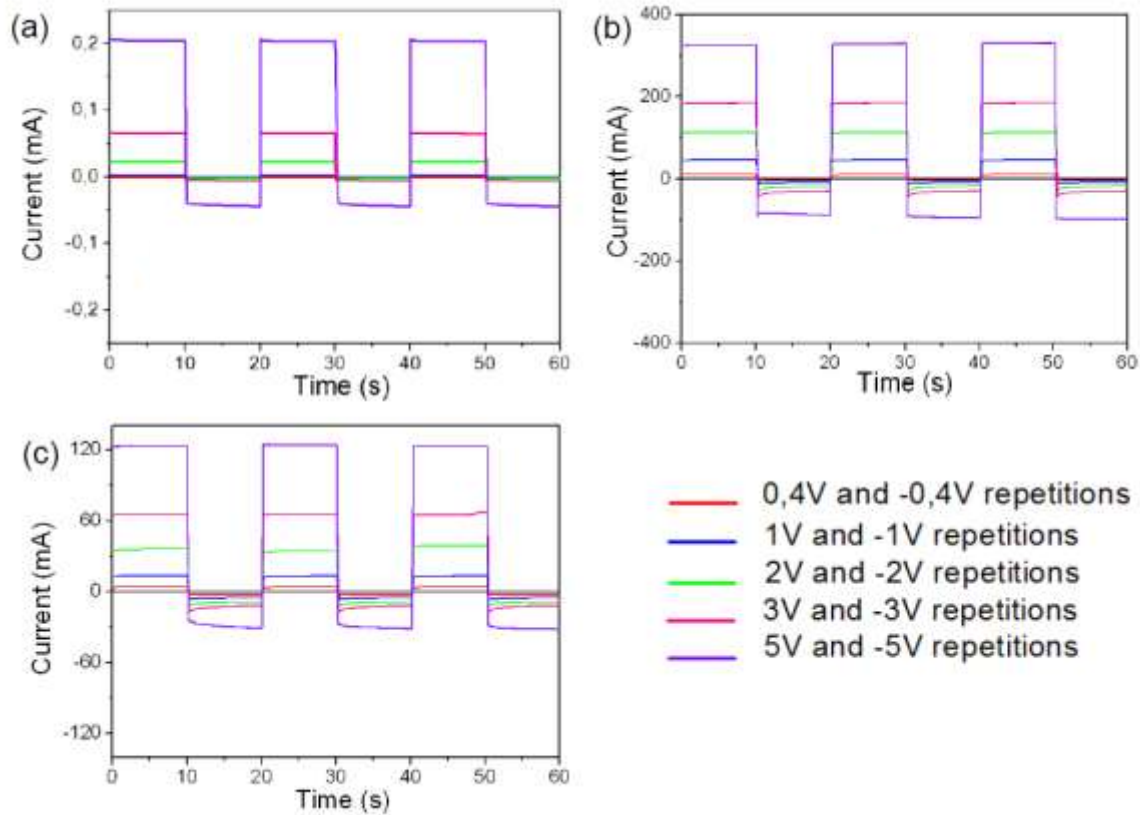 (a)
Current (mA)
0,2
0,1
0,0
-0,1
-0,2
0 10 20 30 40 50 60
Time (s)
(b)
Current (mA)
400
200
0
-200
-400
0 10 20 30 40 50 60
Time (s)
(c)
Current (mA)
120
60
0
-60
-120
0 10 20 30 40 50 60
Time (s)
0,4V and -0,4V repetitions
1V and -1V repetitions
2V and -2V repetitions
3V and -3V repetitions
5V and -5V repetitions